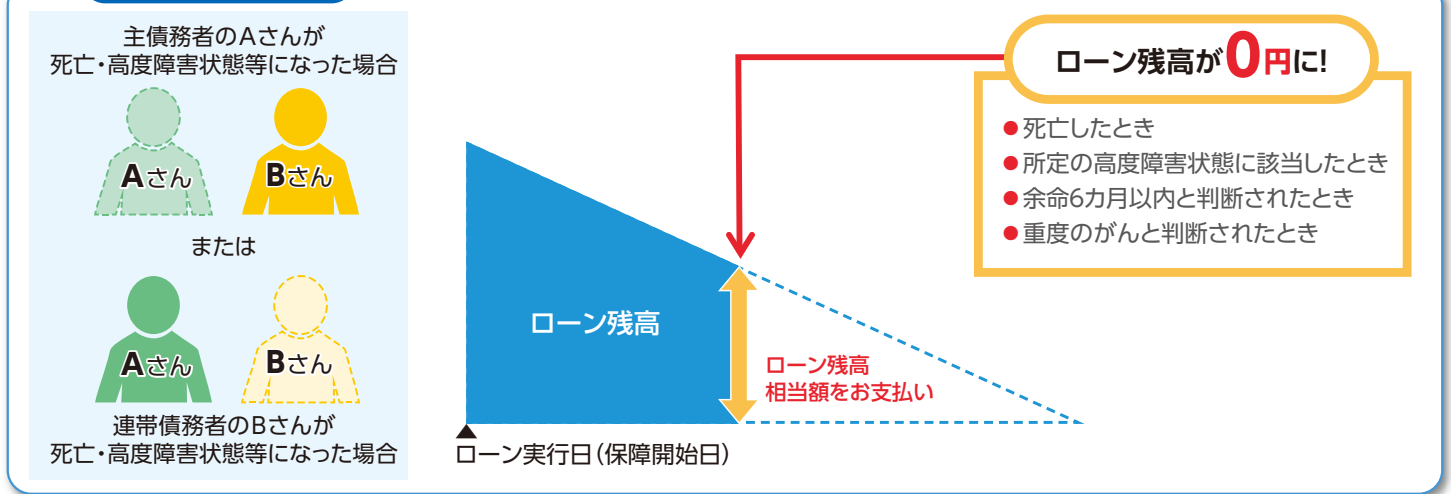 主債務者のAさんが
死亡・高度障害状態等になった場合
Aさん
Bさん
または
Aさん
Bさん
連帯債務者のBさんが
死亡・高度障害状態等になった場合
ローン残高が0円に!
●死亡したとき
●所定の高度障害状態に該当したとき
●余命6カ月以内と判断されたとき
●重度のがんと判断されたとき
ローン残高
ローン残高
相当額をお支払い
▲
ローン実行日(保障開始日)